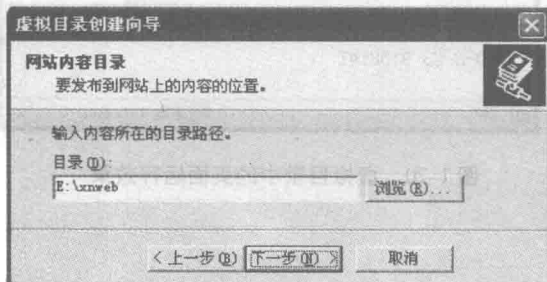 虚拟目录创建向导
网站内容目录
要发布到网站上的内容的位置。
输入内容所在的目录路径。
目录(D):
E:\xnweb
浏览(R)...
< 上一步(B)
下一步(N) >
取消